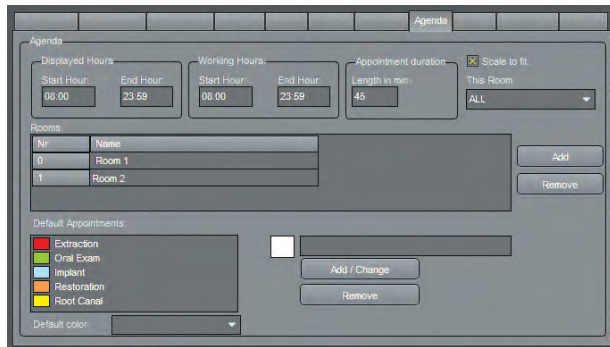 Agenda
Agenda
Displayed Hours
Working Hours:
Appointment duration
Scale to fit
Start Hour:
End Hour:
Start Hour:
End Hour:
Length in min:
This Room:
08:00
23:59
08:00
23:59
45
ALL
Rooms:
Nr
Name
0
Room 1
1
Room 2
Add
Remove
Default Appointments:
Extraction
Oral Exam
Implant
Restoration
Root Canal
Add / Change
Remove
Default color: